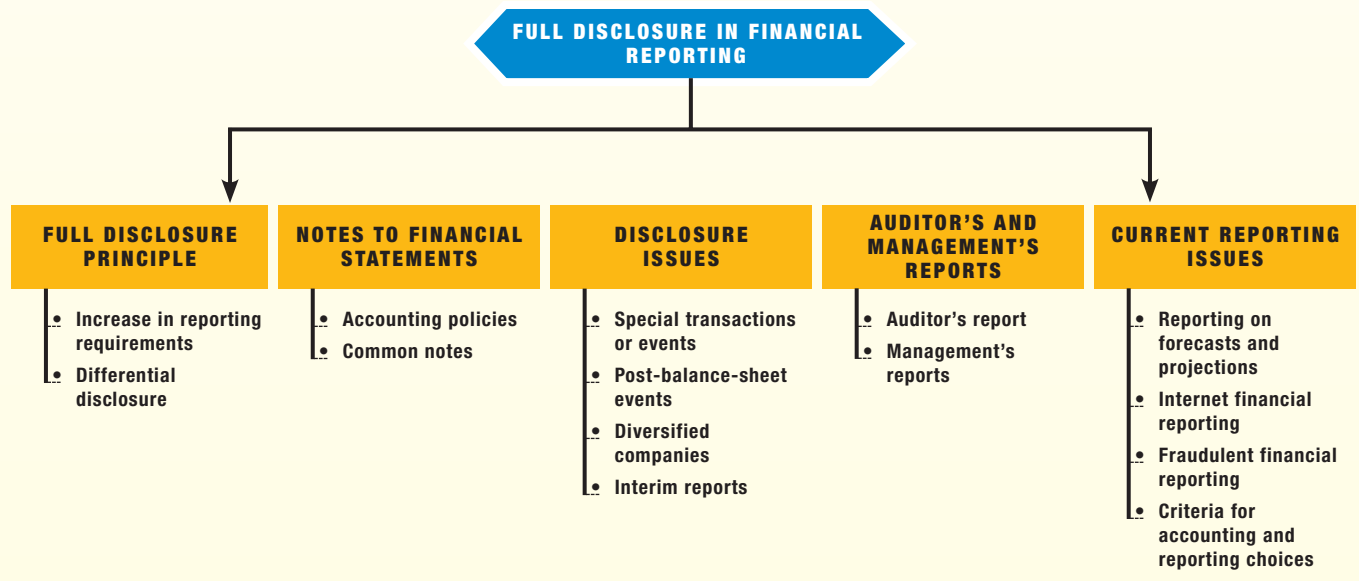 FULL DISCLOSURE IN FINANCIAL
REPORTING
FULL DISCLOSURE
PRINCIPLE
• Increase in reporting
requirements
• Differential
disclosure
NOTES TO FINANCIAL
STATEMENTS
• Accounting policies
• Common notes
DISCLOSURE
ISSUES
• Special transactions
or events
• Post-balance-sheet
events
• Diversified
companies
• Interim reports
AUDITOR'S AND
MANAGEMENT'S
REPORTS
• Auditor's report
• Management's
reports
CURRENT REPORTING
ISSUES
• Reporting on
forecasts and
projections
• Internet financial
reporting
• Fraudulent financial
reporting
• Criteria for
accounting and
reporting choices